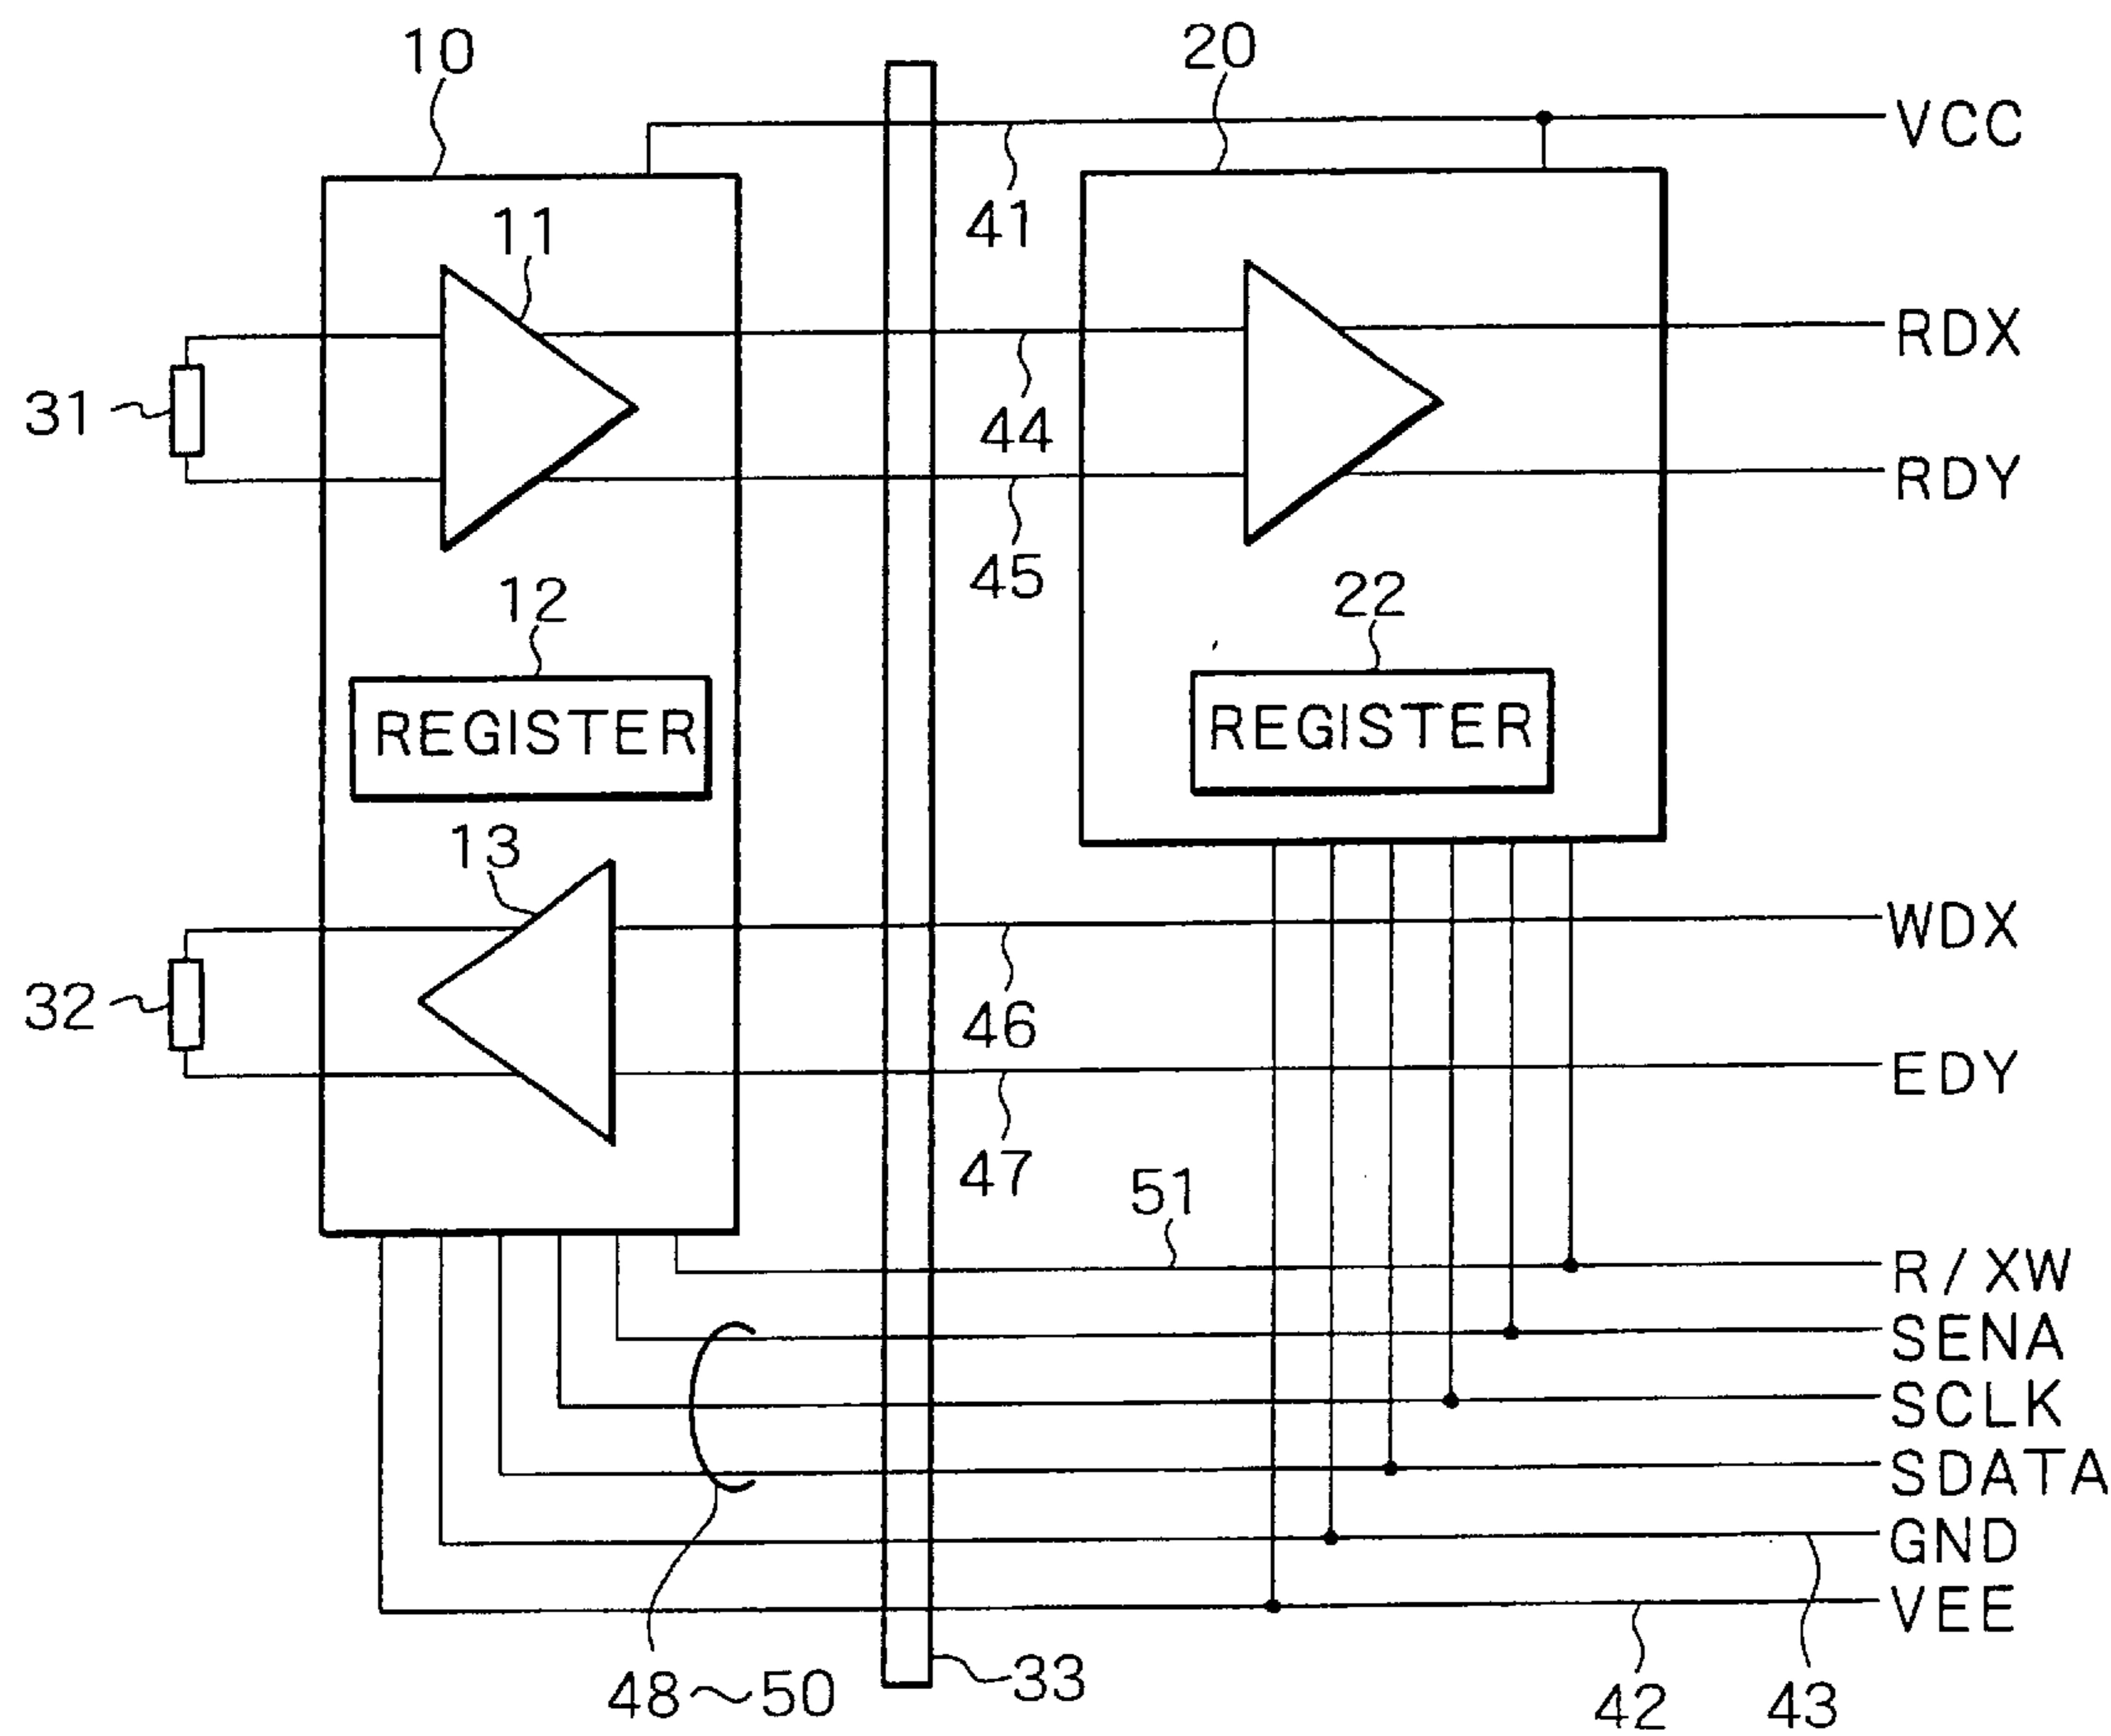 10
20
VCC
41
11
RDX
31
44
RDY
45
12
22
REGISTER
REGISTER
13
WDX
32
46
EDY
47
51
R/XW
SENA
SCLK
SDATA
GND
VEE
48～50
33
42
43